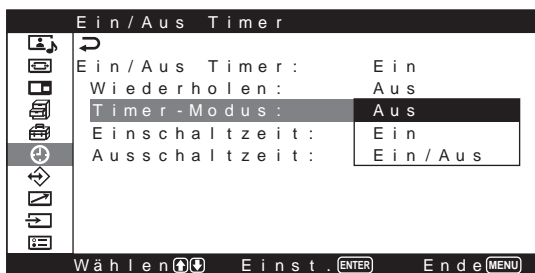 Ein/Aus Timer
Ein/Aus Timer: Ein
Wiederholen: Aus
Timer-Modus: Aus
Einschaltzeit: Ein
Ausschaltzeit: Ein/Aus
Wählen Einst. ENTER Ende MENU